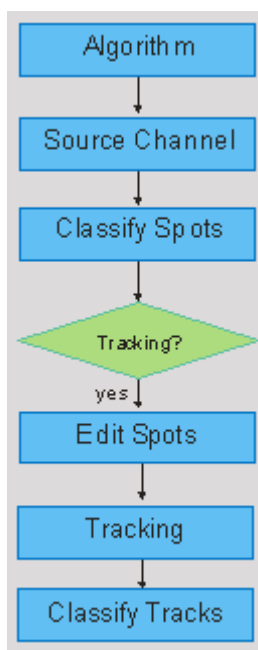 Algorithm
Source Channel
Classify Spots
Tracking?
yes
Edit Spots
Tracking
Classify Tracks